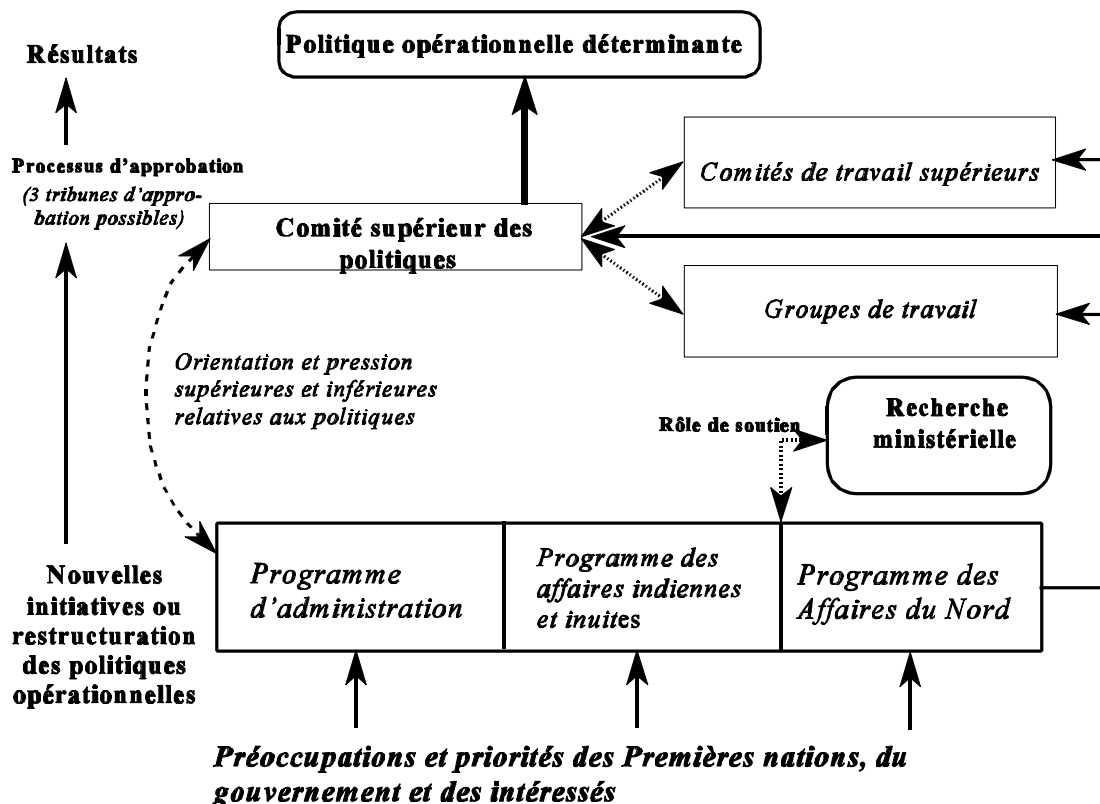 Politique opérationnelle déterminante
Résultats
Processus d'approbation
(3 tribunes d'appro-
bation possibles)
Comités de travail supérieurs
Comité supérieur des
politiques
Groupes de travail
Orientation et pression
supérieures et inférieures
relatives aux politiques
Rôle de soutien
Recherche
ministérielle
Nouvelles
initiatives ou
restructuration
des politiques
opérationnelles
Programme
d'administration
Programme des
affaires indiennes
et inuites
Programme des
Affaires du Nord
Préoccupations et priorités des Premières nations, du
gouvernement et des intéressés